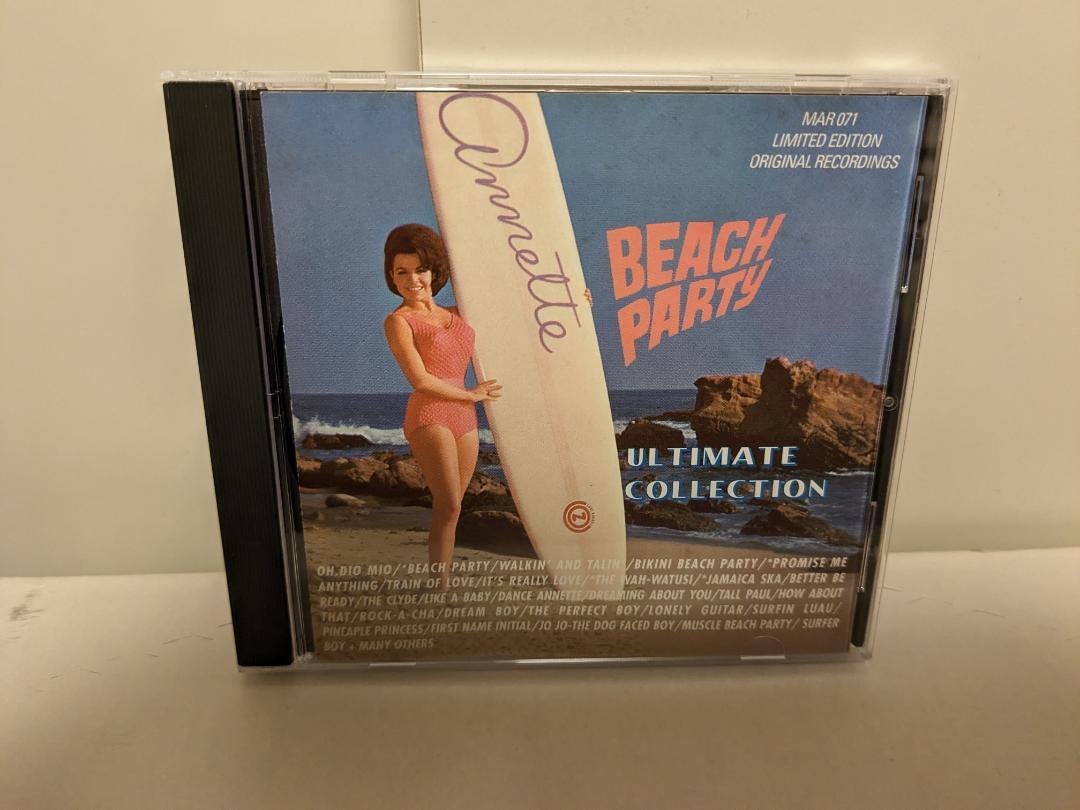 Annette
MAR 071
LIMITED EDITION
ORIGINAL RECORDINGS
BEACH
PARTY
ULTIMATE
COLLECTION
OH.DIO MIO/*BEACH PARTY/WALKIN' AND TALIN /BIKINI BEACH PARTY/*PROMISE ME
ANYTHING/TRAIN OF LOVE/IT'S REALLY LOVE/*THE WAH-WATUSI/*JAMAICA SKA/BETTER BE
READY/THE CLYDE/LIKE A BABY/DANCE ANNETTE/DREAMING ABOUT YOU/TALL PAUL/HOW ABOUT
THAT/ROCK-A-CHA/DREAM BOY/THE PERFECT BOY/LONELY GUITAR/SURFIN LUAU/
PINEAPLE PRINCESS/FIRST NAME INITIAL/JO JO-THE DOG FACED BOY/MUSCLE BEACH PARTY/ SURFER
BOY + MANY OTHERS